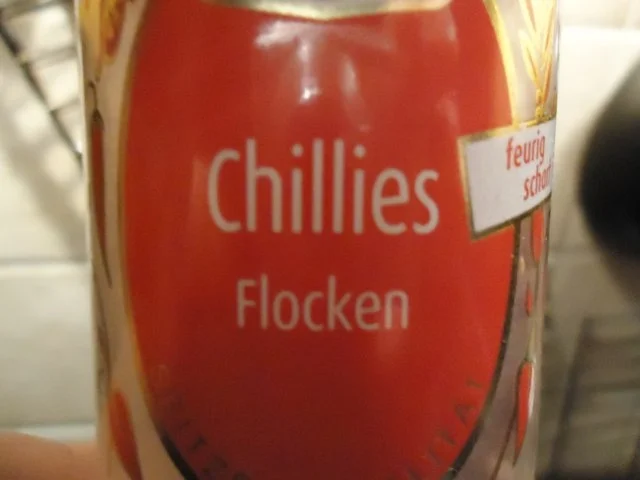 Chillies
Flocken
feurig
scharf